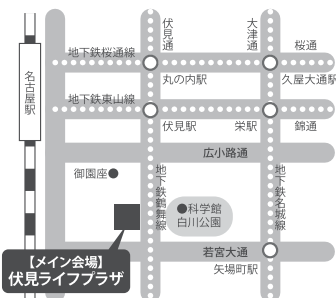 伏見通
大津通
桜通
地下鉄桜通線
丸の内駅
久屋大通駅
名古屋駅
地下鉄東山線
伏見駅
栄駅
錦通
広小路通
御園座●
地下鉄鶴舞線
●科学館
白川公園
地下鉄名城線
若宮大通
矢場町駅
【メイン会場】
伏見ライフプラザ